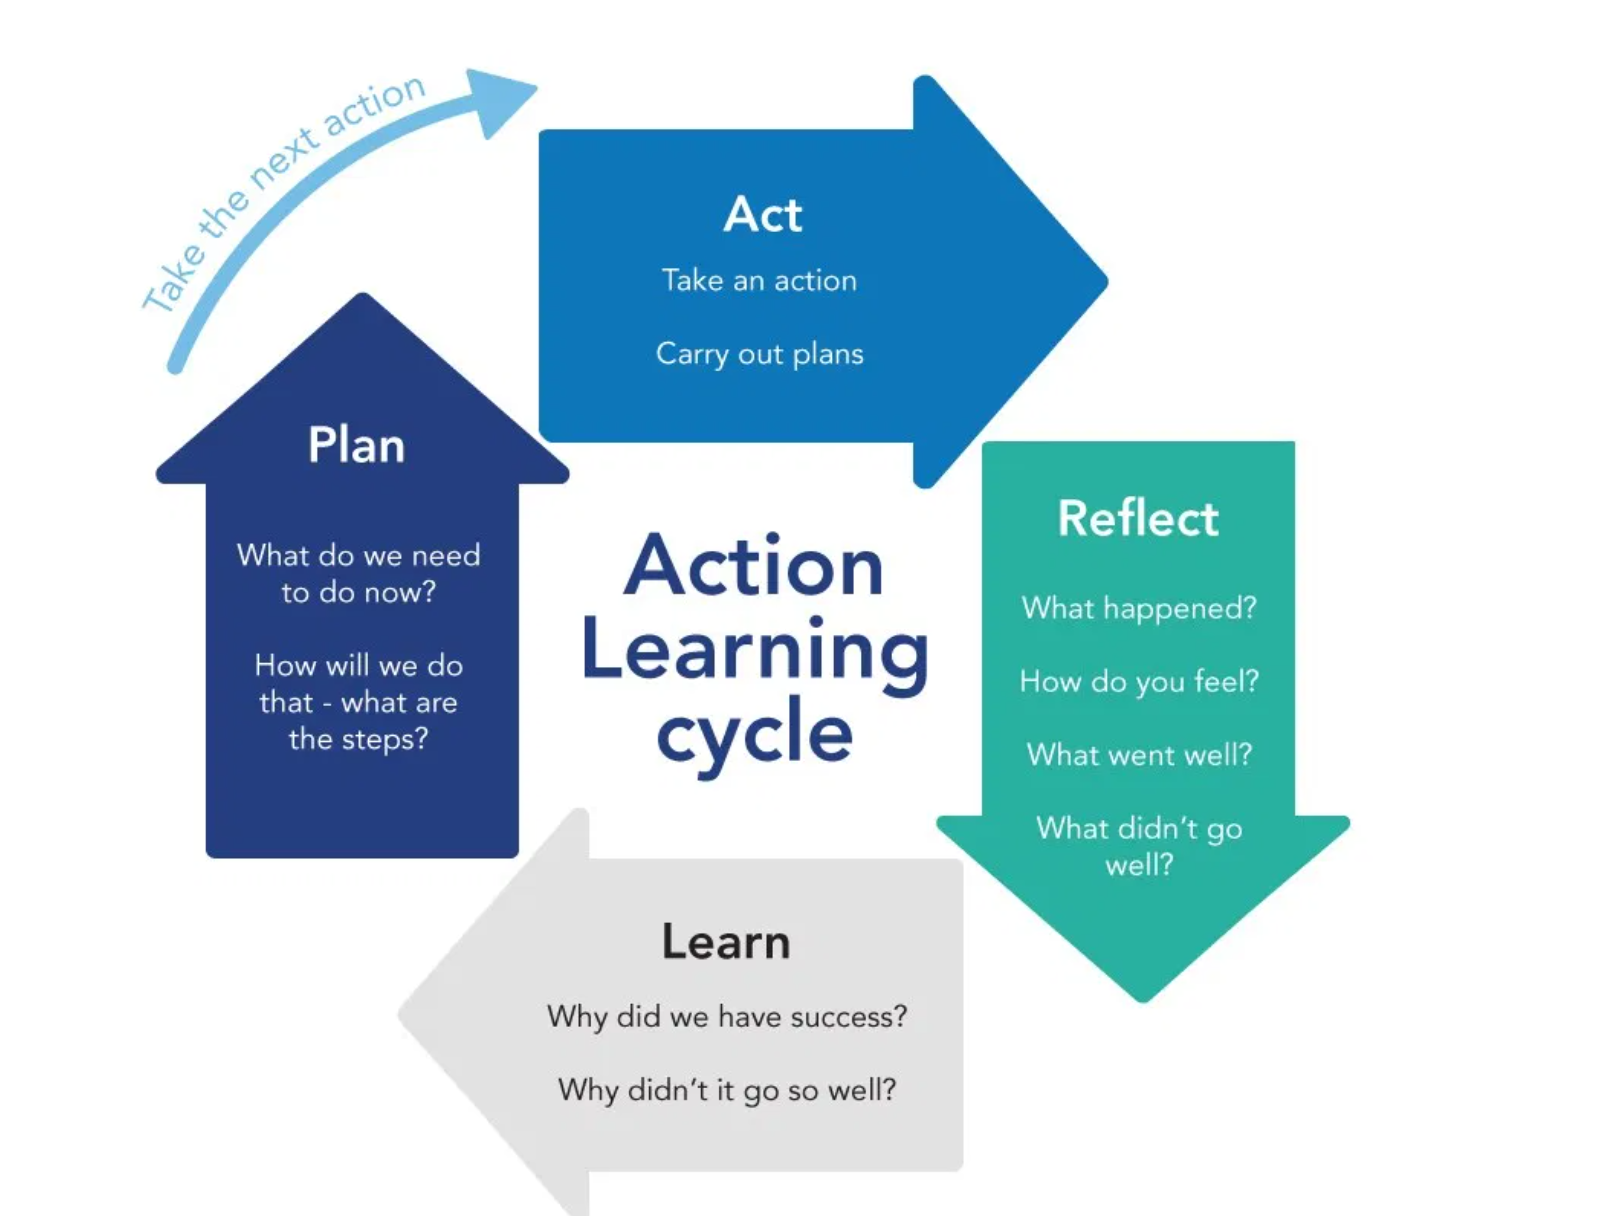 Take the next action
Act
Take an action
Carry out plans
Plan
What do we need
to do now?
How will we do
that - what are
the steps?
Action
Learning
cycle
Reflect
What happened?
How do you feel?
What went well?
What didn’t go
well?
Learn
Why did we have success?
Why didn’t it go so well?